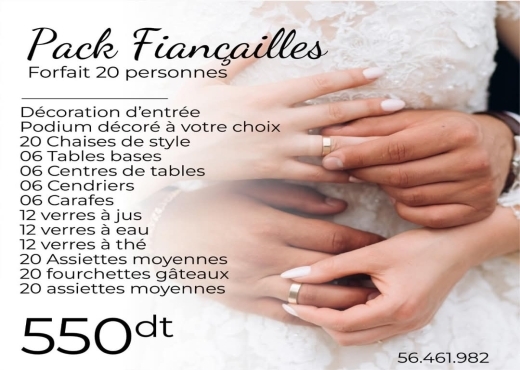 Pack Fiançailles
Forfait 20 personnes
Décoration d'entrée
Podium décoré à votre choix
20 Chaises de style
06 Tables bases
06 Centres de tables
06 Cendriers
06 Carafes
12 verres à jus
12 verres à eau
12 verres à thé
20 Assiettes moyennes
20 fourchettes gâteaux
20 assiettes moyennes
550dt
56.461.982